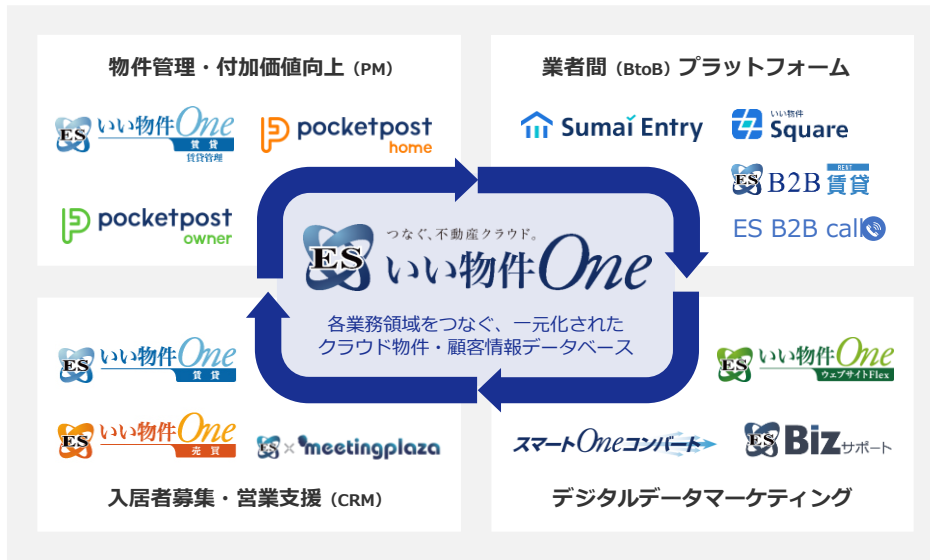 物件管理・付加価値向上（PM）
ES いい物件One
賃貸
賃貸管理
pocketpost
home
pocketpost
owner
業者間（BtoB）プラットフォーム
Sumai Entry
いい物件
Square
ES B2B RENT 賃貸
ES B2B call
つなぐ、不動産クラウド。
ES いい物件One
各業務領域をつなぐ、一元化された
クラウド物件・顧客情報データベース
ES いい物件One
賃貸
ES いい物件One
売買
ES × meetingplaza
入居者募集・営業支援（CRM）
ES いい物件One
ウェブサイトFlex
スマートOneコンバート
ES Bizサポート
デジタルデータマーケティング